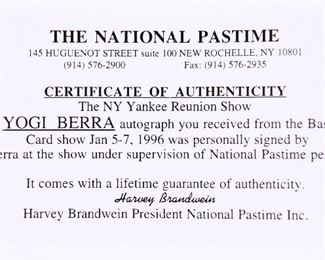 THE NATIONAL PASTIME
145 HUGUENOT STREET suite 100 NEW ROCHELLE, NY 10801
(914) 576-2900 Fax: (914) 576-2935
CERTIFICATE OF AUTHENTICITY
The NY Yankee Reunion Show
YOGI BERRA autograph you received from the Bas
Card show Jan 5-7, 1996 was personally signed by
erra at the show under supervision of National Pastime pe
It comes with a lifetime guarantee of authenticity.
Harvey Brandwein
Harvey Brandwein President National Pastime Inc.